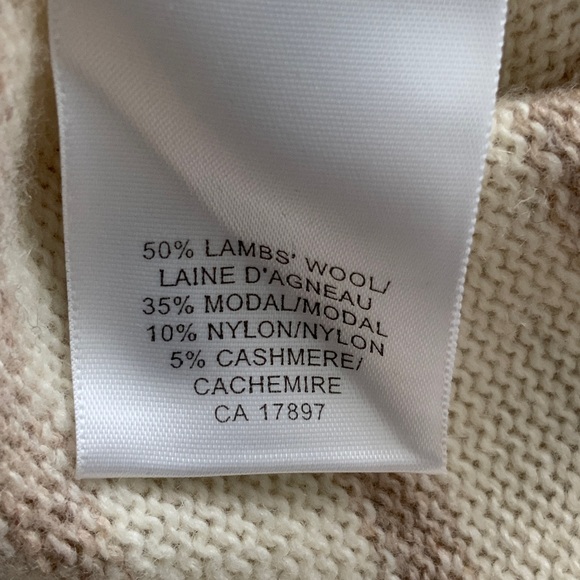 50% LAMBS' WOOL/
LAINE D'AGNEAU
35% MODAL/MODAL
10% NYLON/NYLON
5% CASHMERE/
CACHEMIRE
CA 17897